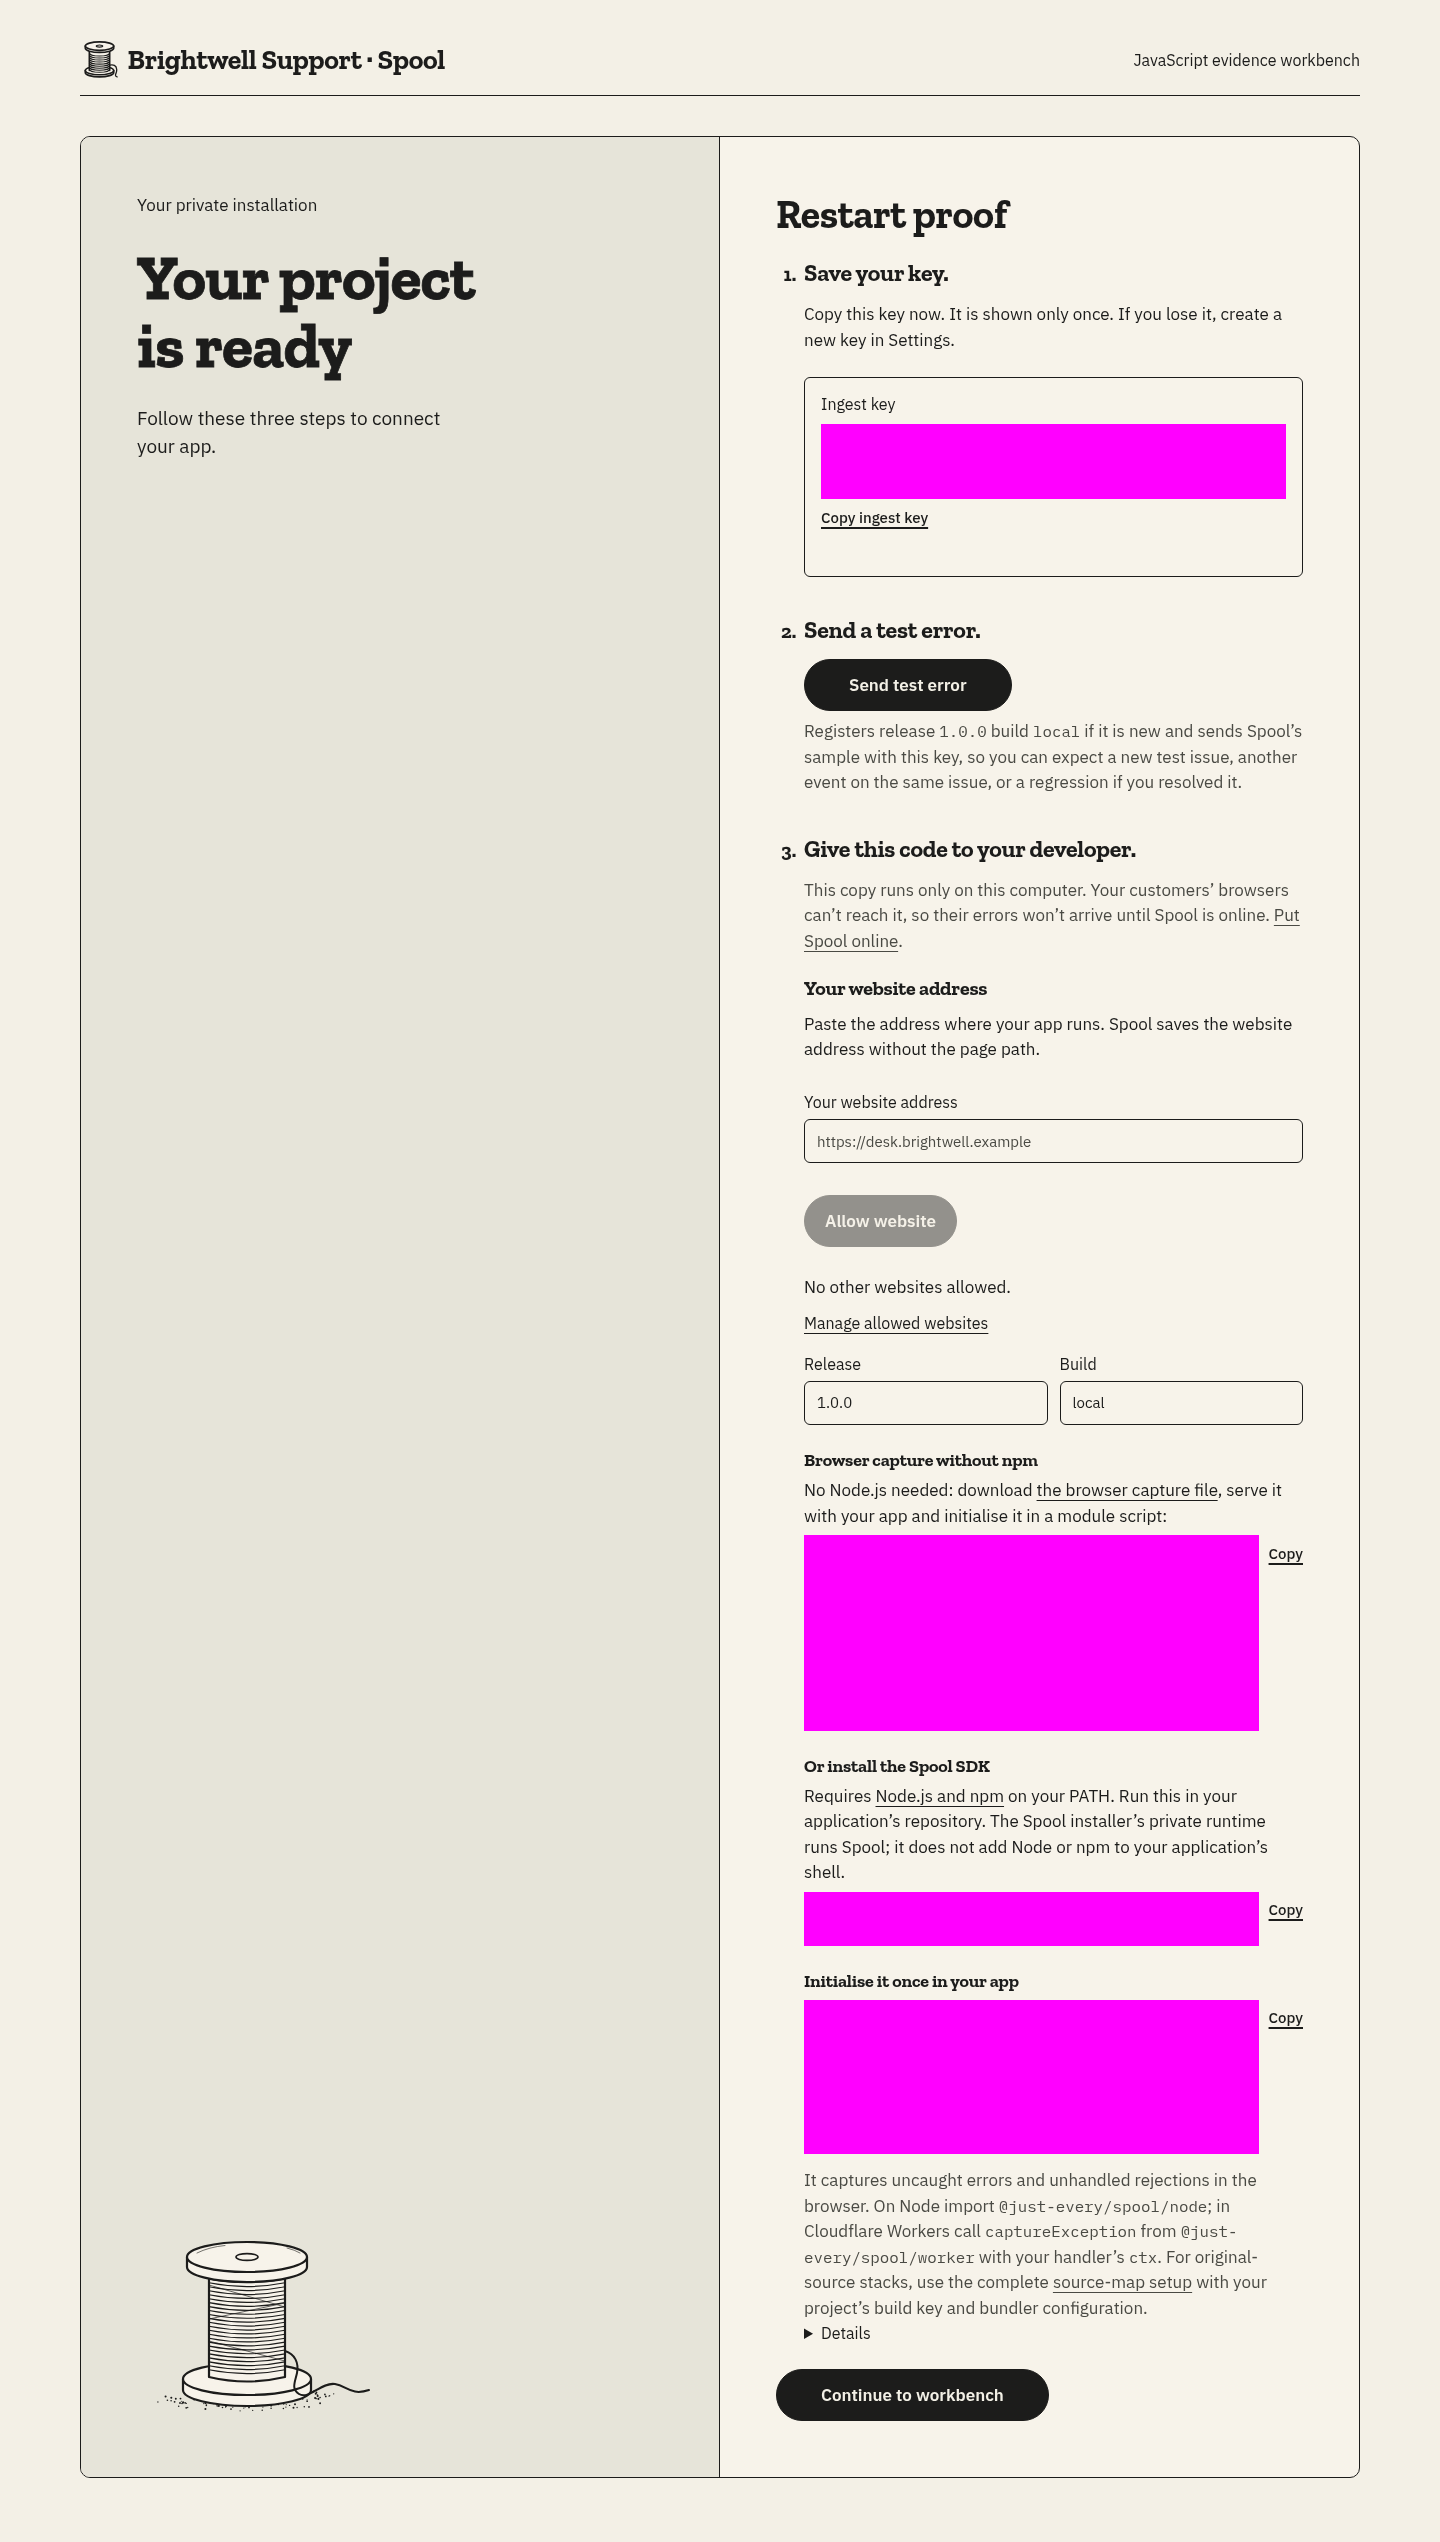 Brightwell Support · Spool
JavaScript evidence workbench
Your private installation
Your project
is ready
Follow these three steps to connect
your app.
Restart proof
1. Save your key.
Copy this key now. It is shown only once. If you lose it, create a
new key in Settings.
Ingest key
Copy ingest key
2. Send a test error.
Send test error
Registers release 1.0.0 build local if it is new and sends Spool’s
sample with this key, so you can expect a new test issue, another
event on the same issue, or a regression if you resolved it.
3. Give this code to your developer.
This copy runs only on this computer. Your customers’ browsers
can’t reach it, so their errors won’t arrive until Spool is online. Put
Spool online.
Your website address
Paste the address where your app runs. Spool saves the website
address without the page path.
Your website address
https://desk.brightwell.example
Allow website
No other websites allowed.
Manage allowed websites
Release
Build
1.0.0
local
Browser capture without npm
No Node.js needed: download the browser capture file, serve it
with your app and initialise it in a module script:
Copy
Or install the Spool SDK
Requires Node.js and npm on your PATH. Run this in your
application’s repository. The Spool installer’s private runtime
runs Spool; it does not add Node or npm to your application’s
shell.
Copy
Initialise it once in your app
Copy
It captures uncaught errors and unhandled rejections in the
browser. On Node import @just-every/spool/node; in
Cloudflare Workers call captureException from @just-
every/spool/worker with your handler’s ctx. For original-
source stacks, use the complete source-map setup with your
project’s build key and bundler configuration.
Details
Continue to workbench